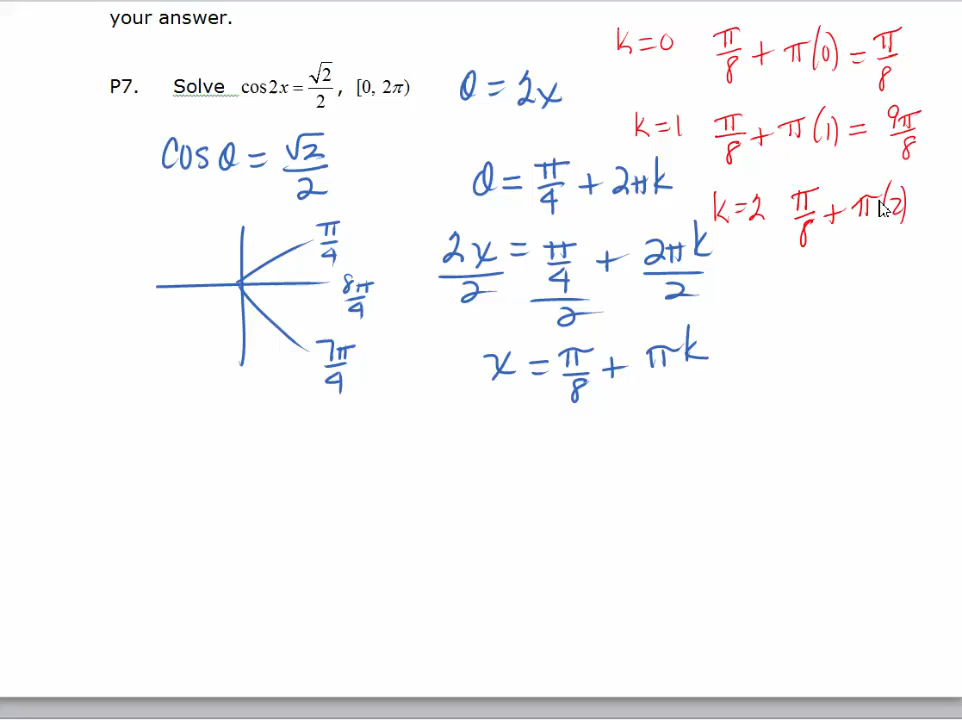 your answer.
P7. Solve cos2x = √2/2, [0, 2π)
θ = 2x
cos θ = √2/2
θ = π/4 + 2πk
2x/2 = π/4/2 + 2πk/2
x = π/8 + πk
π/4
8π/4
7π/4
k=0 π/8 + π(0) = π/8
k=1 π/8 + π(1) = 9π/8
k=2 π/8 + π(2)